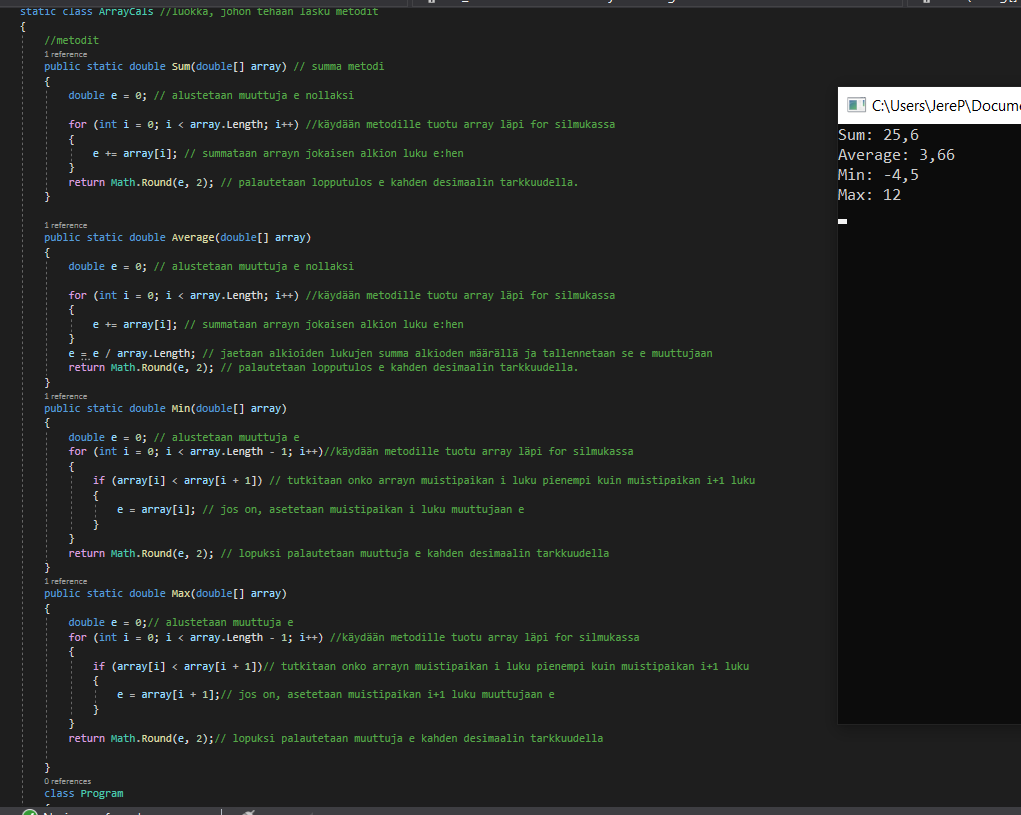 static class ArrayCals //luokka, johon tehään lasku metodit
{
//metodit
1 reference
public static double Sum(double[] array) // summa metodi
{
double e = 0; // alustetaan muuttuja e nollaksi
for (int i = 0; i < array.Length; i++) //käydään metodille tuotu array läpi for silmukassa
{
e += array[i]; // summataan arrayn jokaisen alkion luku e:hen
}
return Math.Round(e, 2); // palautetaan lopputulos e kahden desimaalin tarkkuudella.
}
1 reference
public static double Average(double[] array)
{
double e = 0; // alustetaan muuttuja e nollaksi
for (int i = 0; i < array.Length; i++) //käydään metodille tuotu array läpi for silmukassa
{
e += array[i]; // summataan arrayn jokaisen alkion luku e:hen
}
e = e / array.Length; // jaetaan alkioiden lukujen summa alkioden määrällä ja tallennetaan se e muuttujaan
return Math.Round(e, 2); // palautetaan lopputulos e kahden desimaalin tarkkuudella.
}
1 reference
public static double Min(double[] array)
{
double e = 0; // alustetaan muuttuja e
for (int i = 0; i < array.Length - 1; i++)//käydään metodille tuotu array läpi for silmukassa
{
if (array[i] < array[i + 1]) // tutkitaan onko arrayn muistipaikan i luku pienempi kuin muistipaikan i+1 luku
{
e = array[i]; // jos on, asetetaan muistipaikan i luku muuttujaan e
}
}
return Math.Round(e, 2); // lopuksi palautetaan muuttuja e kahden desimaalin tarkkuudella
}
1 reference
public static double Max(double[] array)
{
double e = 0;// alustetaan muuttuja e
for (int i = 0; i < array.Length - 1; i++) //käydään metodille tuotu array läpi for silmukassa
{
if (array[i] < array[i + 1])// tutkitaan onko arrayn muistipaikan i luku pienempi kuin muistipaikan i+1 luku
{
e = array[i + 1];// jos on, asetetaan muistipaikan i+1 luku muuttujaan e
}
}
return Math.Round(e, 2);// lopuksi palautetaan muuttuja e kahden desimaalin tarkkuudella
}
0 references
class Program
C:\Users\JereP\Docume
Sum: 25,6
Average: 3,66
Min: -4,5
Max: 12